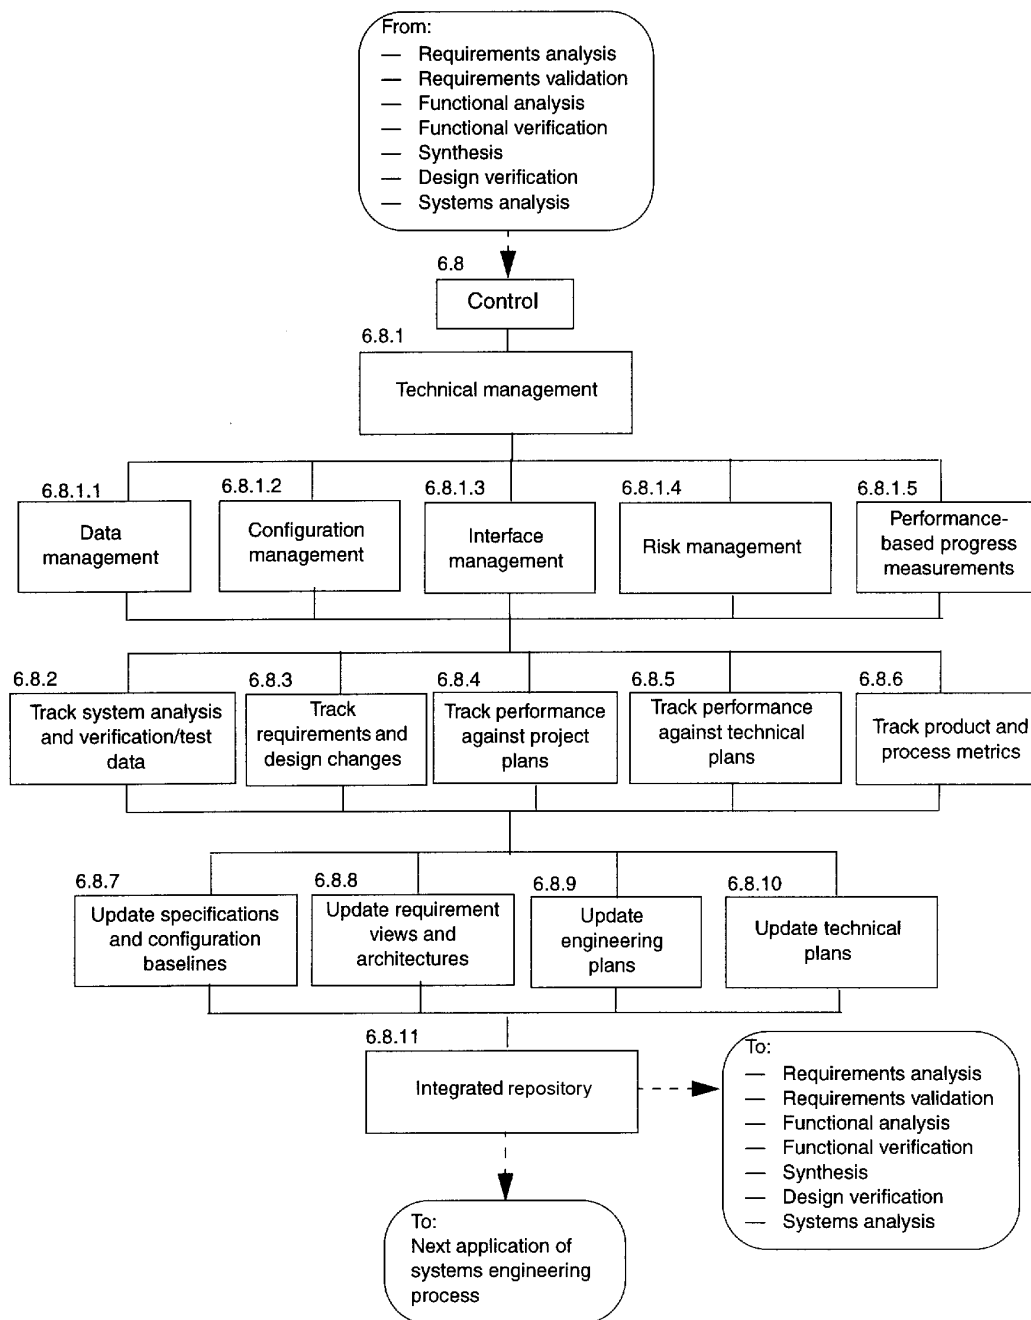 From:
— Requirements analysis
— Requirements validation
— Functional analysis
— Functional verification
— Synthesis
— Design verification
— Systems analysis
6.8
Control
6.8.1
Technical management
6.8.1.1
Data
management
6.8.1.2
Configuration
management
6.8.1.3
Interface
management
6.8.1.4
Risk management
6.8.1.5
Performance-
based progress
measurements
6.8.2
Track system analysis
and verification/test
data
6.8.3
Track
requirements and
design changes
6.8.4
Track performance
against project
plans
6.8.5
Track performance
against technical
plans
6.8.6
Track product and
process metrics
6.8.7
Update specifications
and configuration
baselines
6.8.8
Update requirement
views and
architectures
6.8.9
Update
engineering
plans
6.8.10
Update technical
plans
6.8.11
Integrated repository
To:
— Requirements analysis
— Requirements validation
— Functional analysis
— Functional verification
— Synthesis
— Design verification
— Systems analysis
To:
Next application of
systems engineering
process